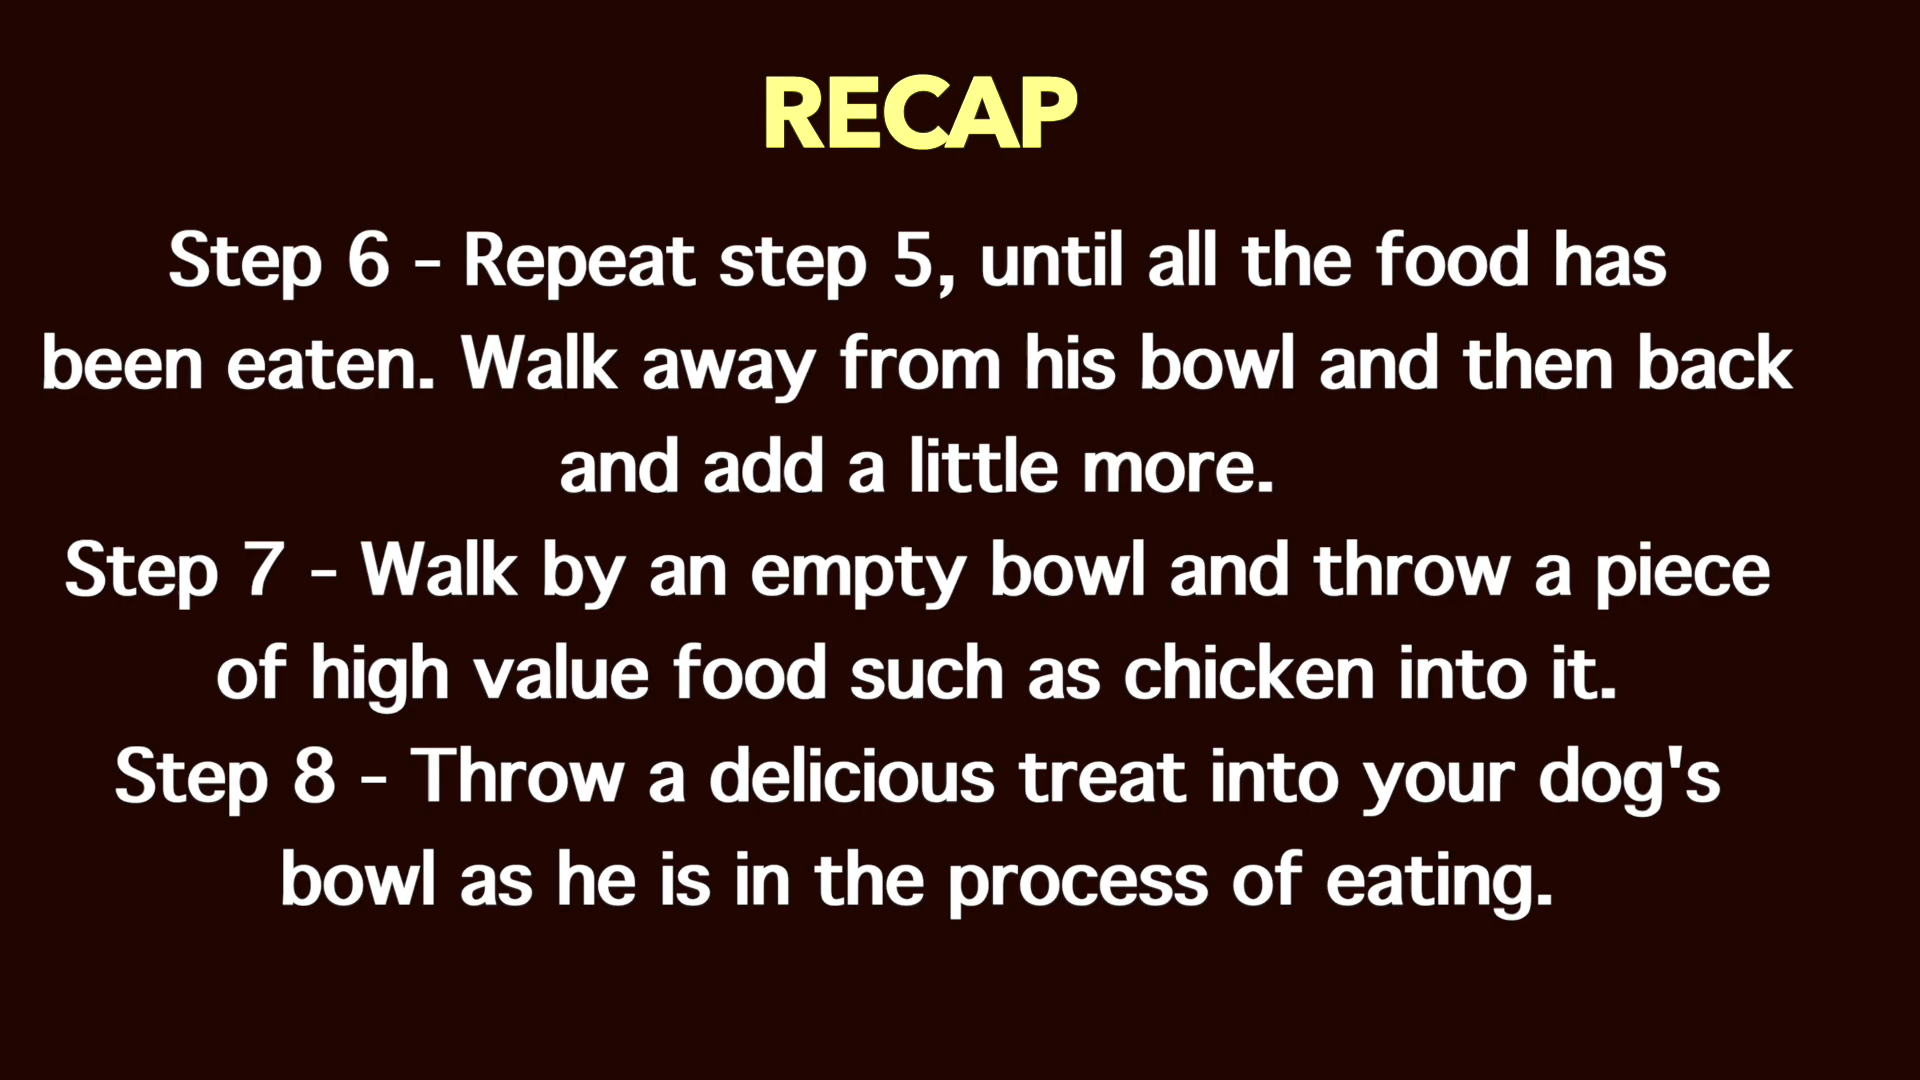 RECAP
Step 6 - Repeat step 5, until all the food has
been eaten. Walk away from his bowl and then back
and add a little more.
Step 7 - Walk by an empty bowl and throw a piece
of high value food such as chicken into it.
Step 8 - Throw a delicious treat into your dog's
bowl as he is in the process of eating.